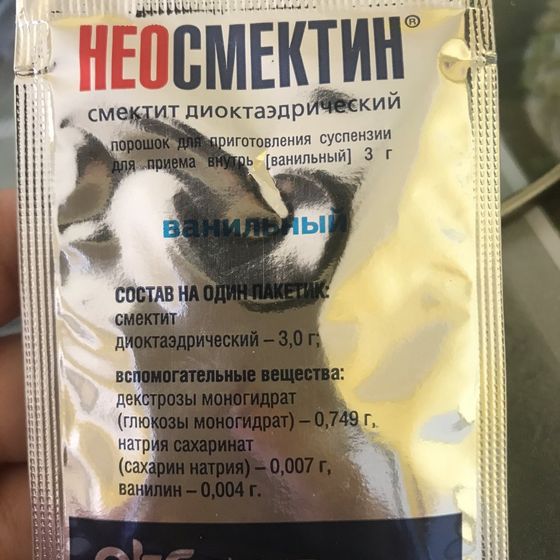 НЕОСМЕКТИН®
смектит диоктаэдрический
порошок для приготовления суспензии
для приема внутрь [ванильный] 3 г
ванильный
СОСТАВ НА ОДИН ПАКЕТИК:
смектит
диоктаэдрический – 3,0 г,
вспомогательные вещества:
декстрозы моногидрат
(глюкозы моногидрат) – 0,749 г,
натрия сахаринат
(сахарин натрия) – 0,007 г,
ванилин – 0,004 г.